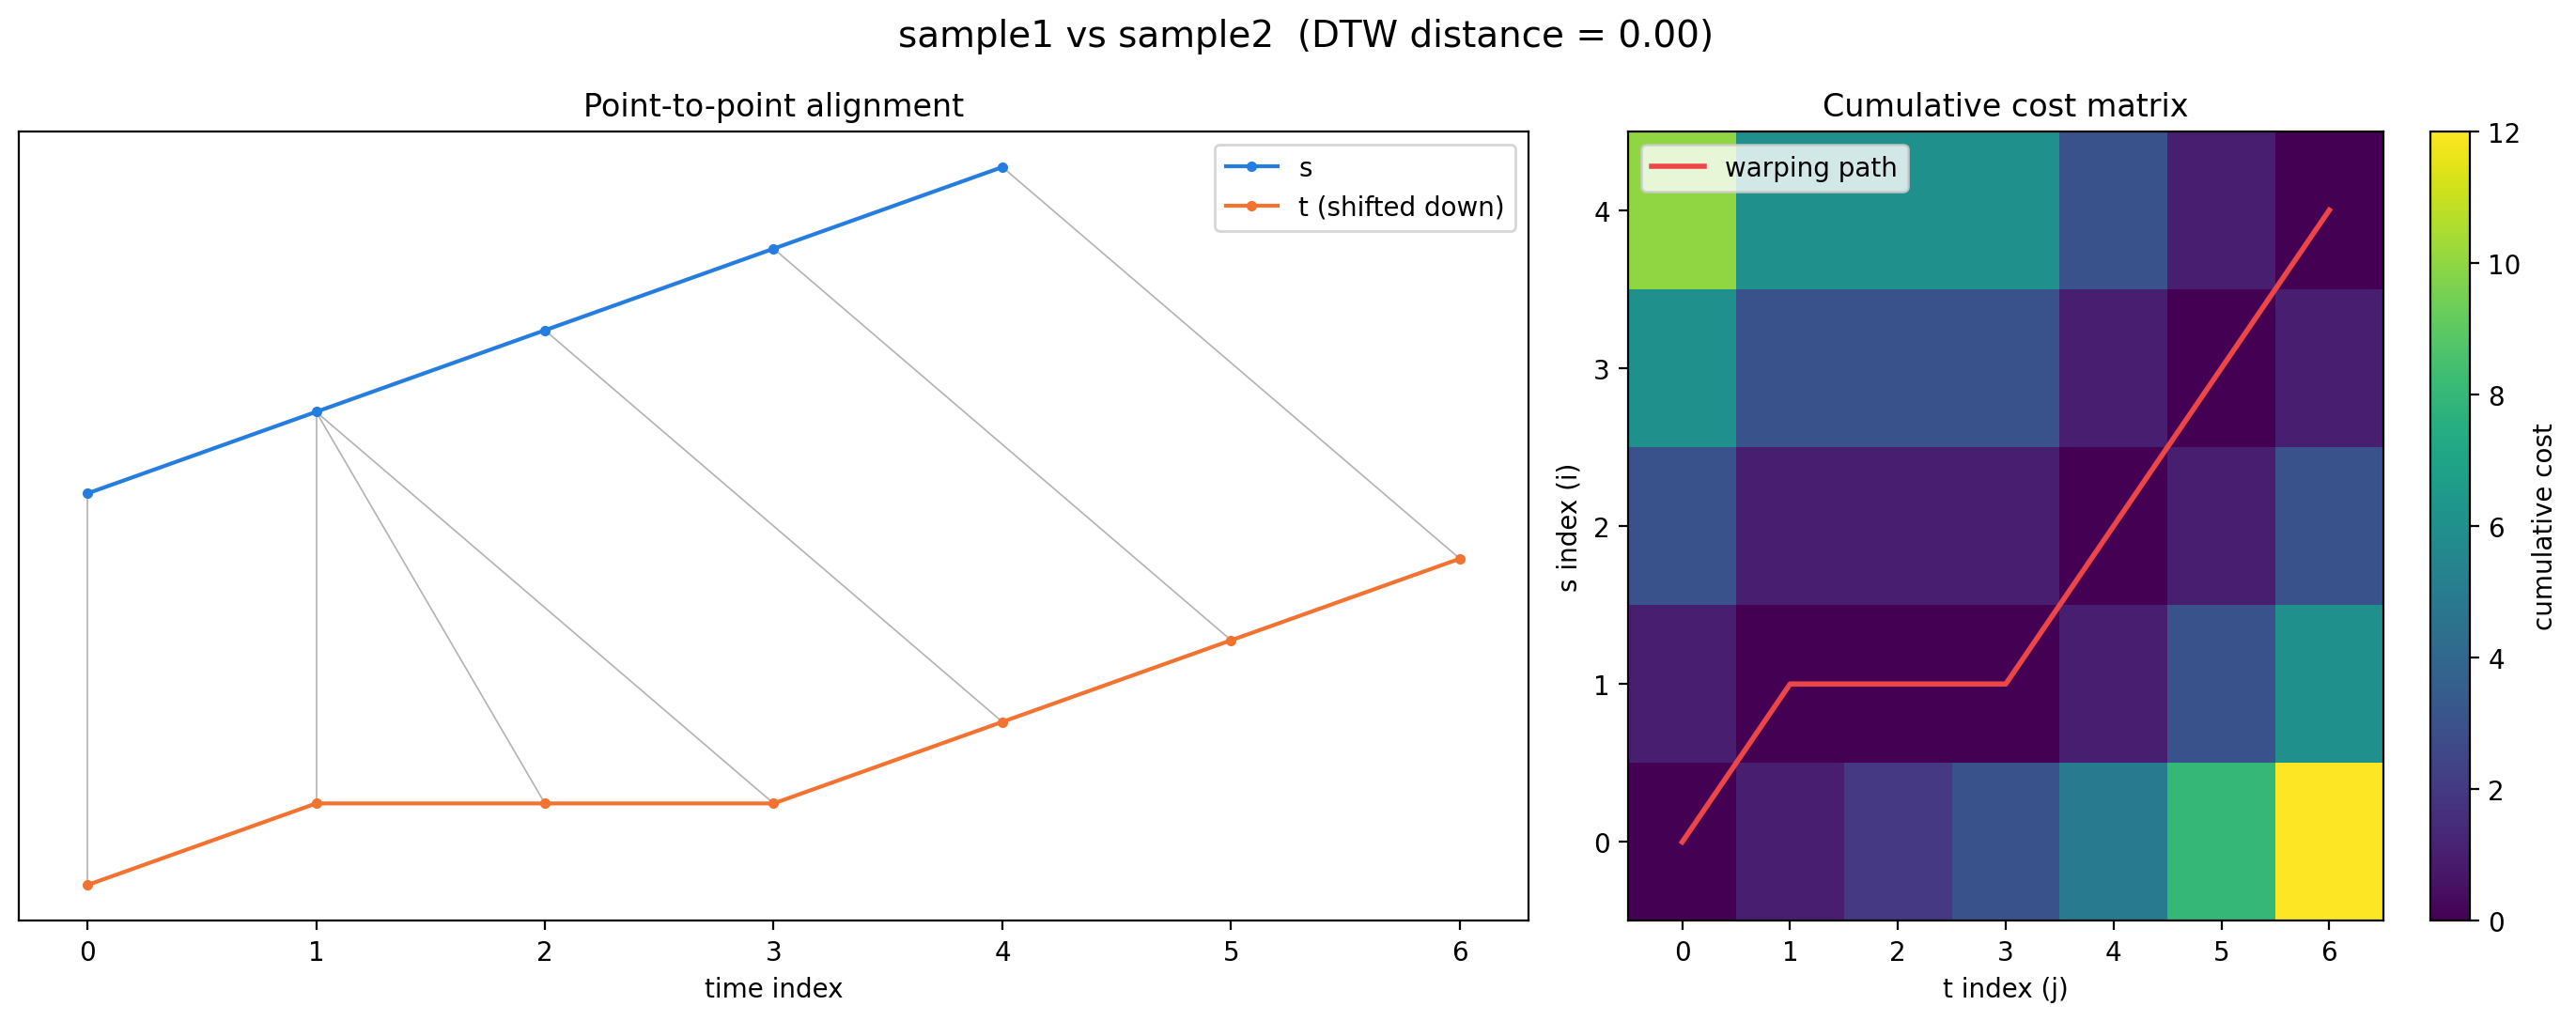 sample1 vs sample2  (DTW distance = 0.00)
Point-to-point alignment
s
t (shifted down)
0 1 2 3 4 5 6
time index
Cumulative cost matrix
warping path
4
3
2
1
0
s index (i)
0 1 2 3 4 5 6
t index (j)
12
10
8
6
4
2
0
cumulative cost